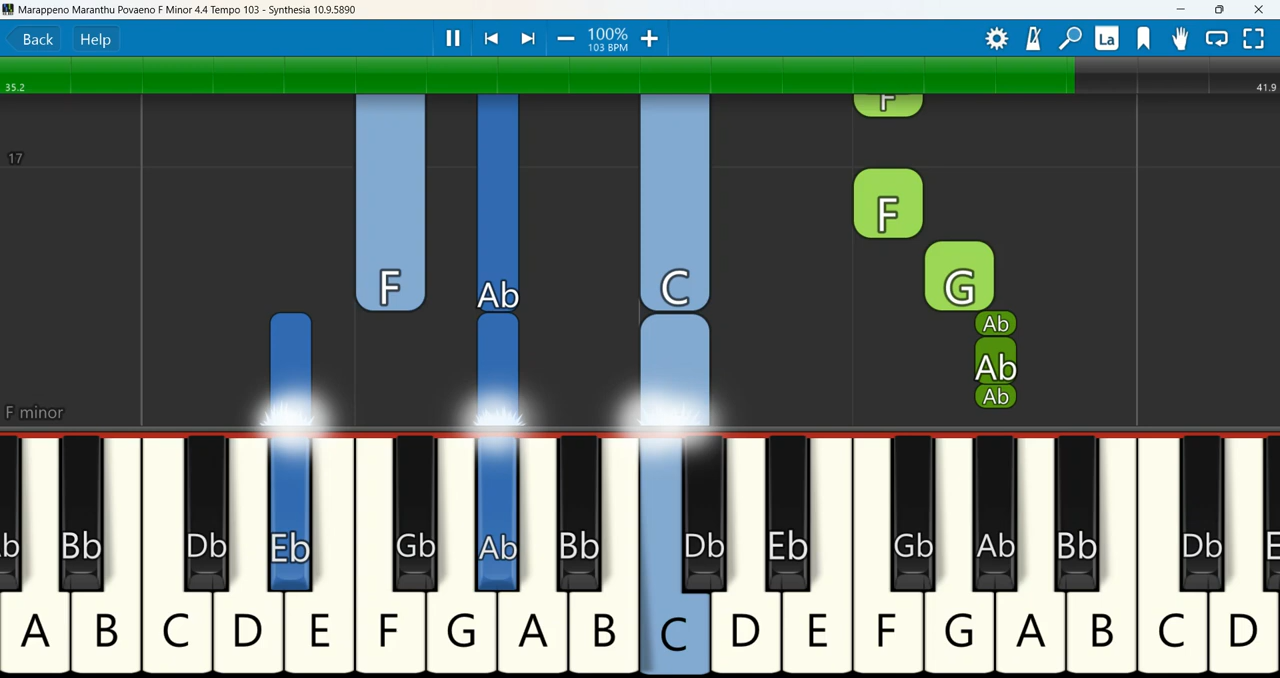 Marappeno Maranthu Povaeno F Minor 4.4 Tempo 103 - Synthesia 10.9.5890
Back Help 100% La
103 BPM
35.2 41.9
F
17
F
F Ab C G
Ab
Ab
F minor Ab
Bb Db Eb Gb Ab Bb Db Eb Gb Ab Bb Db
A B C D E F G A B C D E F G A B C D